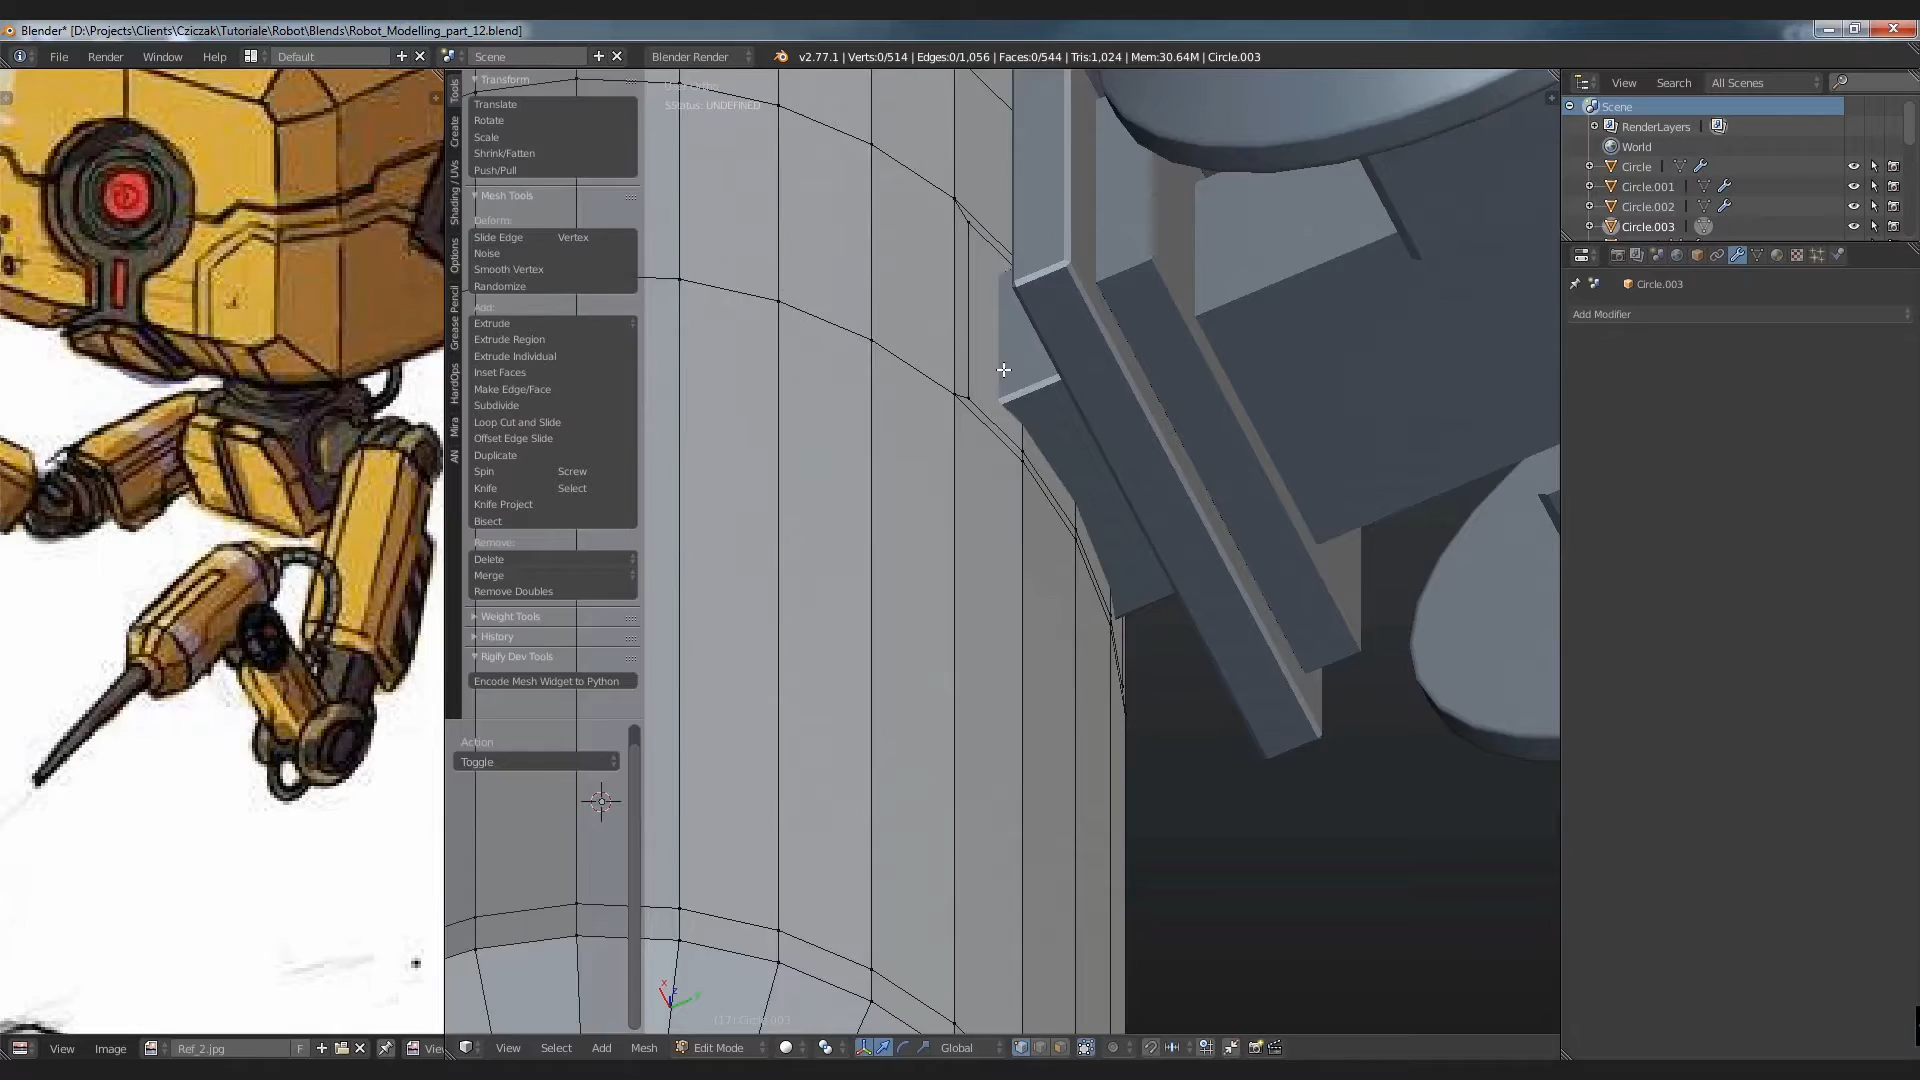 Blender* [D:\Projects\Clients\Cziczak\Tutoriale\Robot\Blends\Robot_Modelling_part_12.blend]
File Render Window Help Default Scene Blender Render v2.77.1 | Verts:0/514 | Edges:0/1,056 | Faces:0/544 | Tris:1,024 | Mem:30.64M | Circle.003
Tools
Create
Shading / UVs
Options
Grease Pencil
HardOps
Mira
AN
Transform
Translate
Rotate
Scale
Shrink/Fatten
Push/Pull
Mesh Tools
Deform:
Slide Edge Vertex
Noise
Smooth Vertex
Randomize
Add:
Extrude
Extrude Region
Extrude Individual
Inset Faces
Make Edge/Face
Subdivide
Loop Cut and Slide
Offset Edge Slide
Duplicate
Spin Screw
Knife Select
Knife Project
Bisect
Remove:
Delete
Merge
Remove Doubles
Weight Tools
History
Rigify Dev Tools
Encode Mesh Widget to Python
Action
Toggle
SStatus: UNDEFINED
x
z
y
(17) Circle.003
View Search All Scenes
Scene
RenderLayers |
World
Circle
Circle.001
Circle.002
Circle.003
Circle.003
Add Modifier
View Image Ref_2.jpg F View
View Select Add Mesh Edit Mode Global